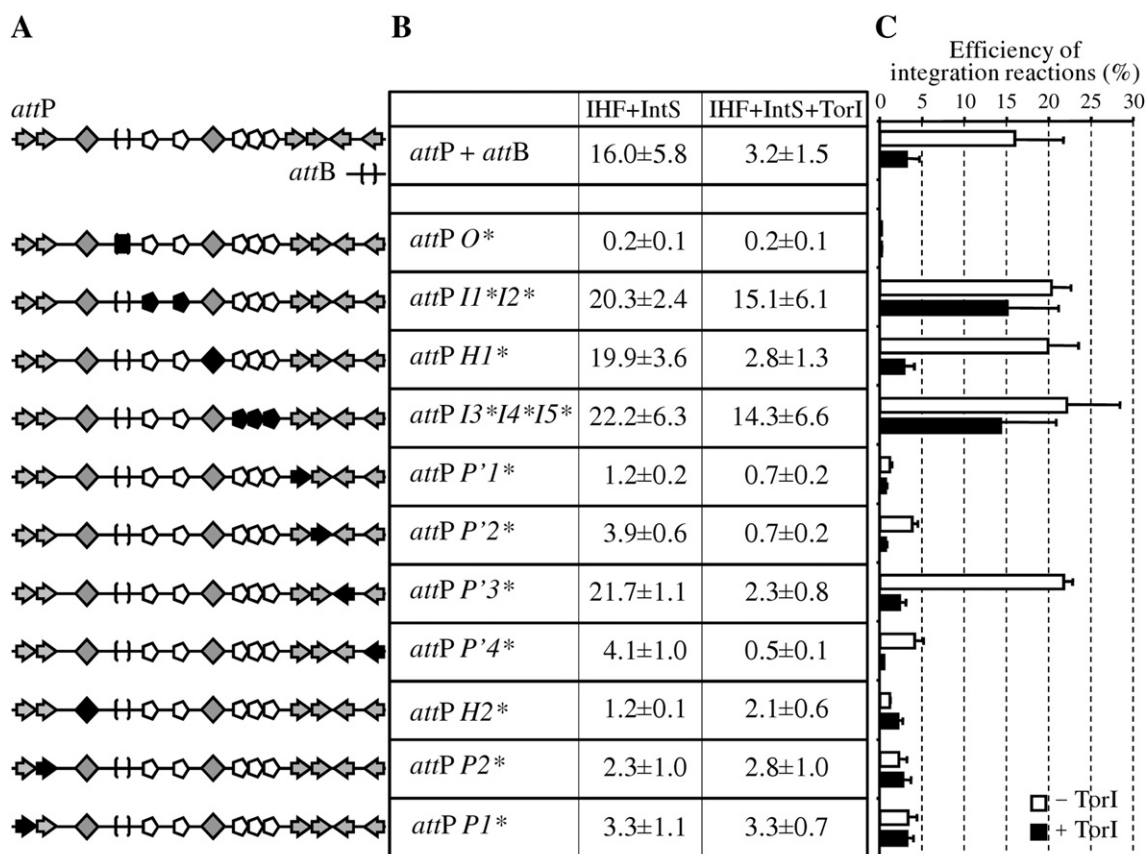 A B C
Efficiency of
integration reactions (%)
attP
IHF+IntS IHF+IntS+TorI 0 5 10 15 20 25 30
attP + attB 16.0±5.8 3.2±1.5
attB
attP O* 0.2±0.1 0.2±0.1
attP I1*I2* 20.3±2.4 15.1±6.1
attP H1* 19.9±3.6 2.8±1.3
attP I3*I4*I5* 22.2±6.3 14.3±6.6
attP P'1* 1.2±0.2 0.7±0.2
attP P'2* 3.9±0.6 0.7±0.2
attP P'3* 21.7±1.1 2.3±0.8
attP P'4* 4.1±1.0 0.5±0.1
attP H2* 1.2±0.1 2.1±0.6
attP P2* 2.3±1.0 2.8±1.0
− TorI
attP P1* 3.3±1.1 3.3±0.7
+ TorI